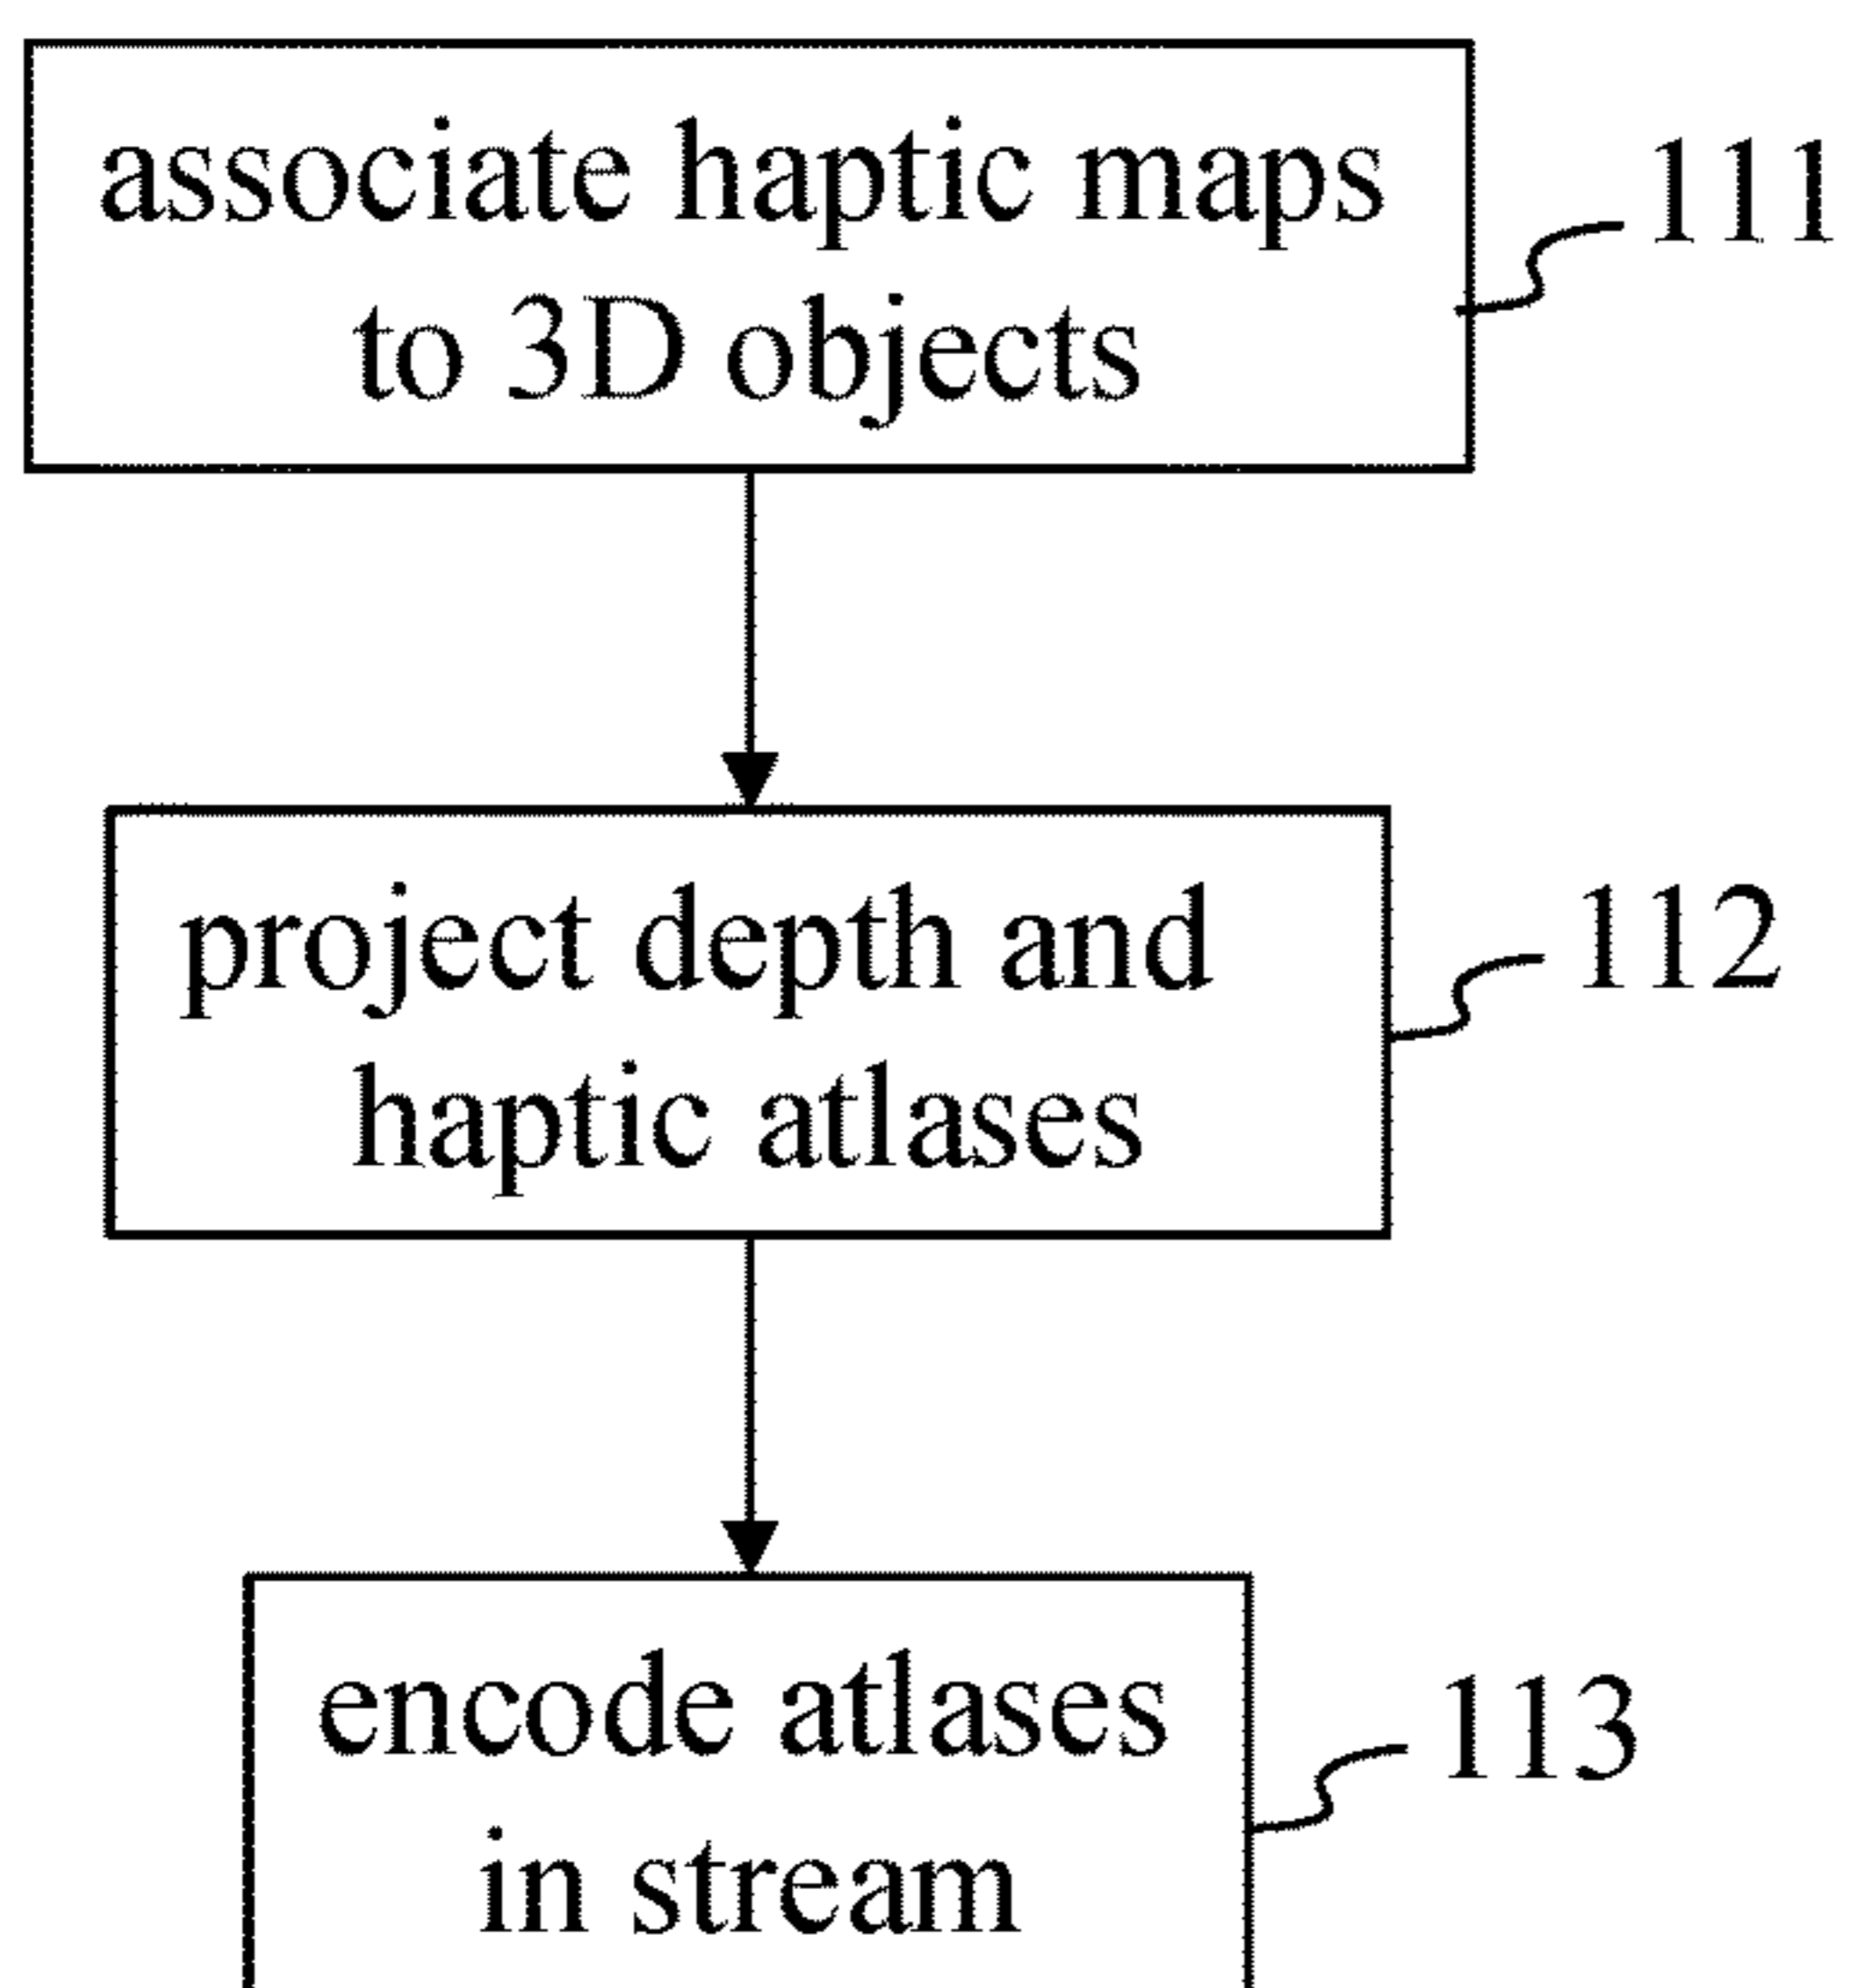 associate haptic maps
to 3D objects
111
project depth and
haptic atlases
112
encode atlases
in stream
113